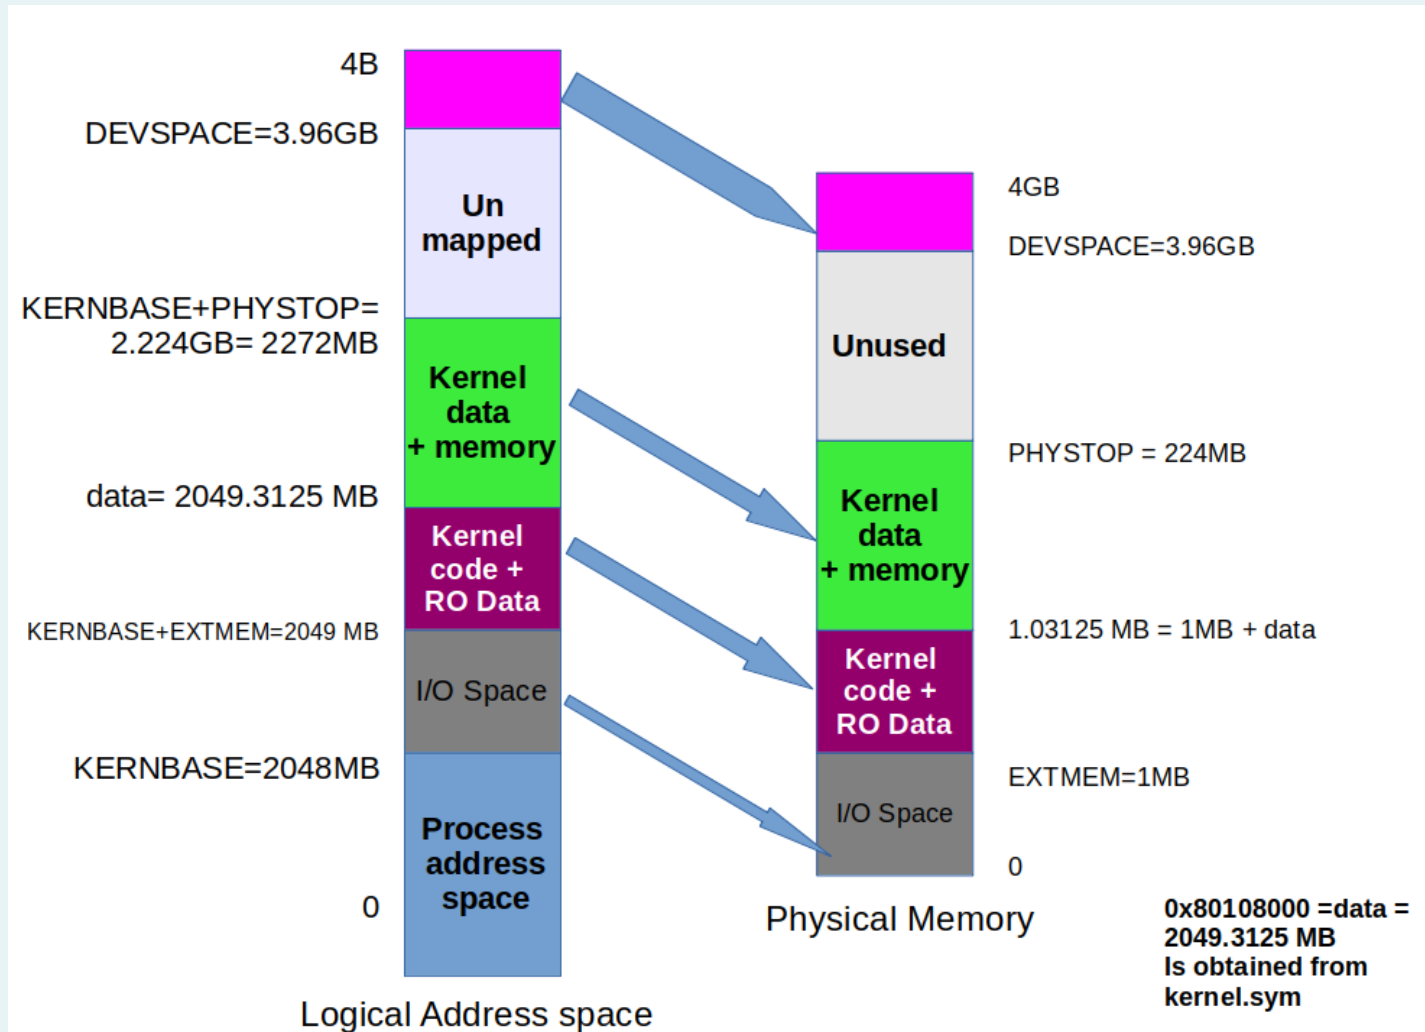 4B
DEVSPACE=3.96GB
Un
mapped
KERNBASE+PHYSTOP=
2.224GB= 2272MB
Kernel
data
+ memory
data= 2049.3125 MB
Kernel
code +
RO Data
KERNBASE+EXTMEM=2049 MB
I/O Space
KERNBASE=2048MB
Process
address
space
0
Logical Address space
4GB
DEVSPACE=3.96GB
Unused
PHYSTOP = 224MB
Kernel
data
+ memory
1.03125 MB = 1MB + data
Kernel
code +
RO Data
EXTMEM=1MB
I/O Space
0
Physical Memory
0x80108000 =data =
2049.3125 MB
Is obtained from
kernel.sym